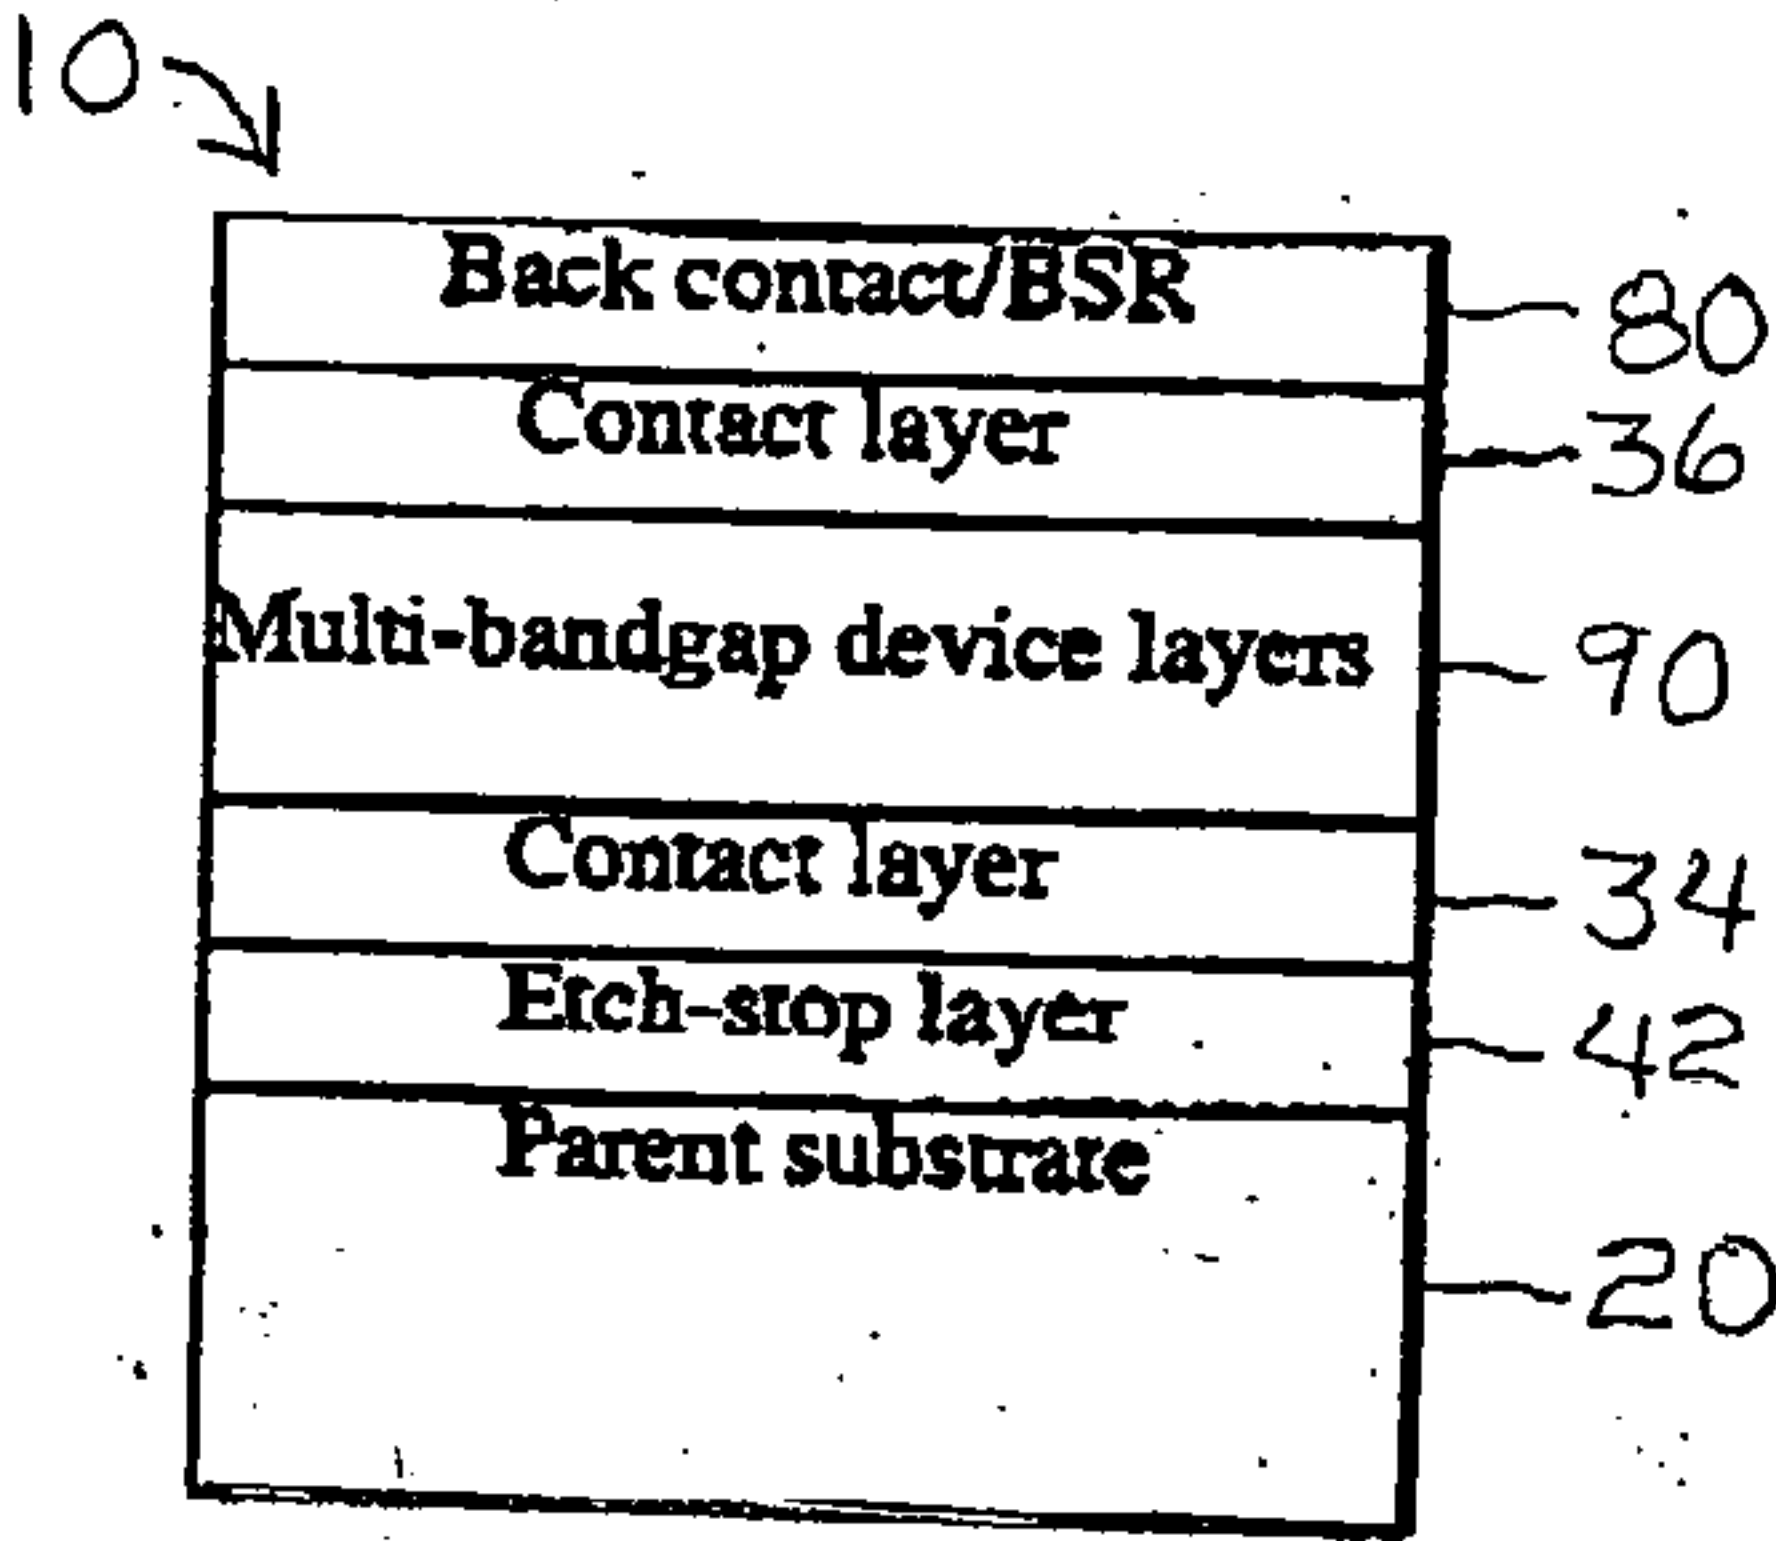 10
Back contact/BSR
80
Contact layer
36
Multi-bandgap device layers
90
Contact layer
34
Etch-stop layer
42
Parent substrate
20